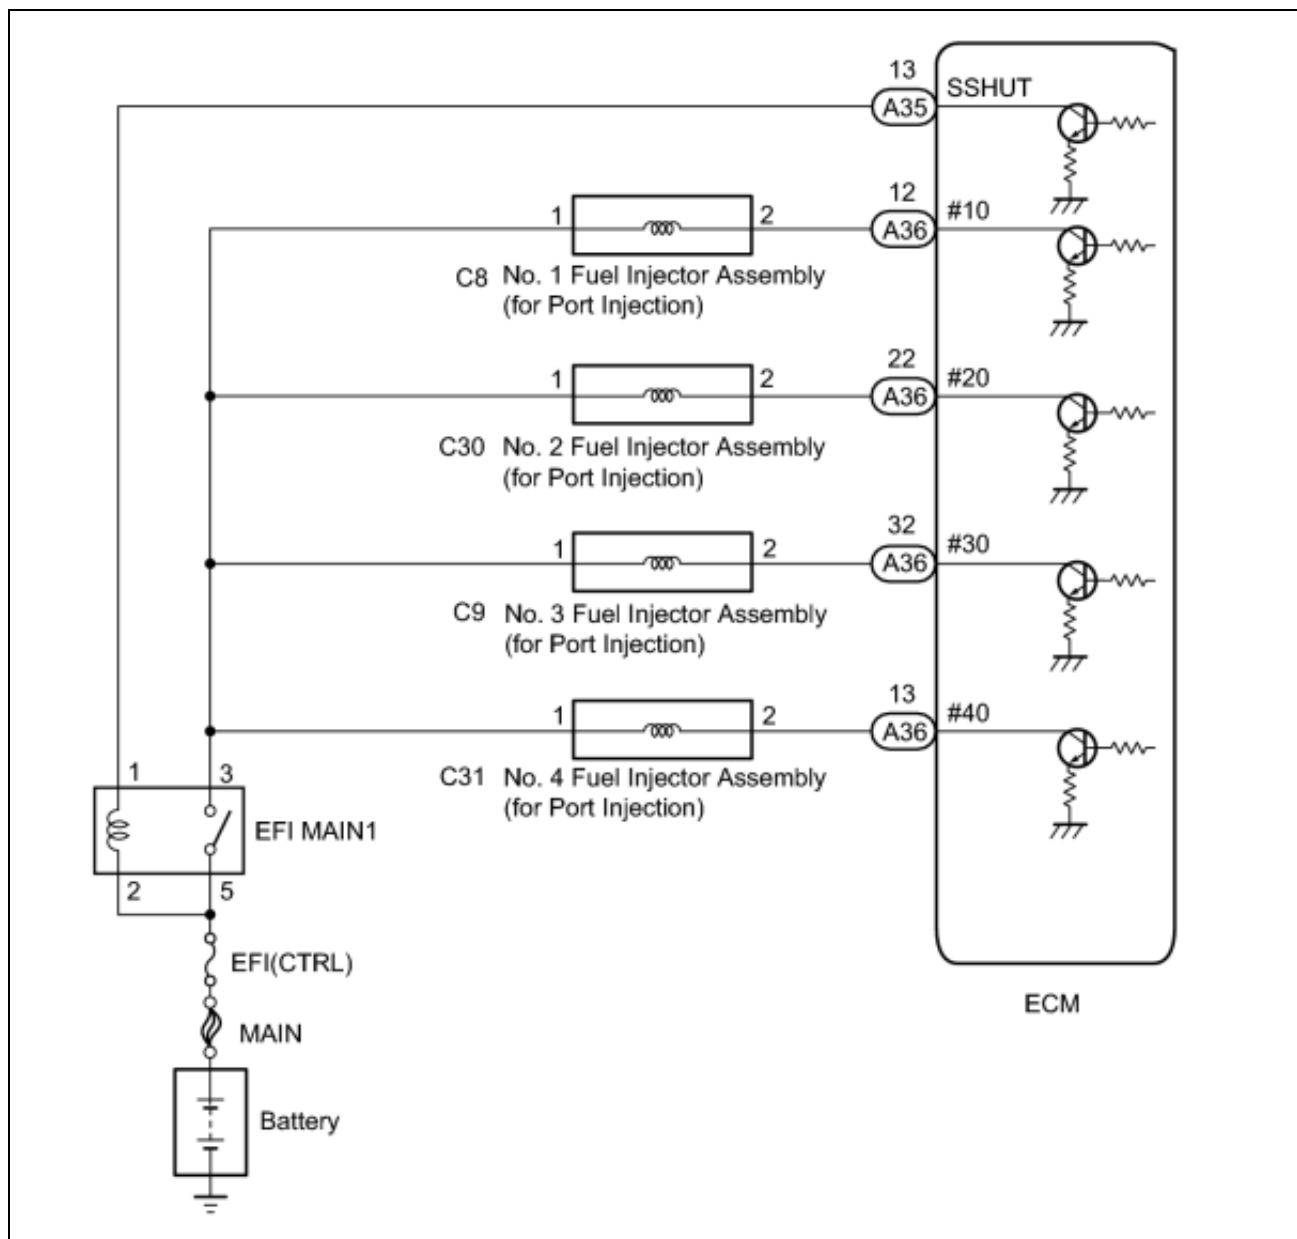 13
A35
SSHUT
12
A36
#10
1
2
C8
No. 1 Fuel Injector Assembly
(for Port Injection)
22
A36
#20
1
2
C30
No. 2 Fuel Injector Assembly
(for Port Injection)
32
A36
#30
1
2
C9
No. 3 Fuel Injector Assembly
(for Port Injection)
13
A36
#40
1
2
C31
No. 4 Fuel Injector Assembly
(for Port Injection)
1
3
EFI MAIN1
2
5
EFI(CTRL)
MAIN
Battery
ECM